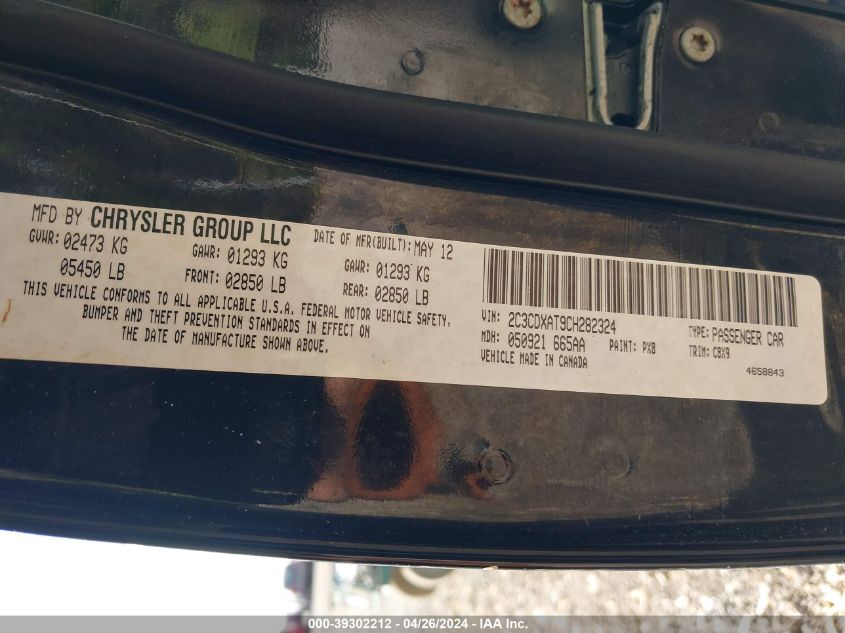 MFD BY CHRYSLER GROUP LLC DATE OF MFR(BUILT): MAY 12
GVWR: 02473 KG GAWR: 01293 KG GAWR: 01293 KG
05450 LB FRONT: 02850 LB REAR: 02850 LB
THIS VEHICLE CONFORMS TO ALL APPLICABLE U.S.A. FEDERAL MOTOR VEHICLE SAFETY,
BUMPER AND THEFT PREVENTION STANDARDS IN EFFECT ON
THE DATE OF MANUFACTURE SHOWN ABOVE.
VIN: 2C3CDXAT9CH282324 TYPE: PASSENGER CAR
MDH: 050921 665AA PAINT: PX8 TRIM: C8X9
VEHICLE MADE IN CANADA 4658843
000-39302212 - 04/26/2024 - IAA Inc.